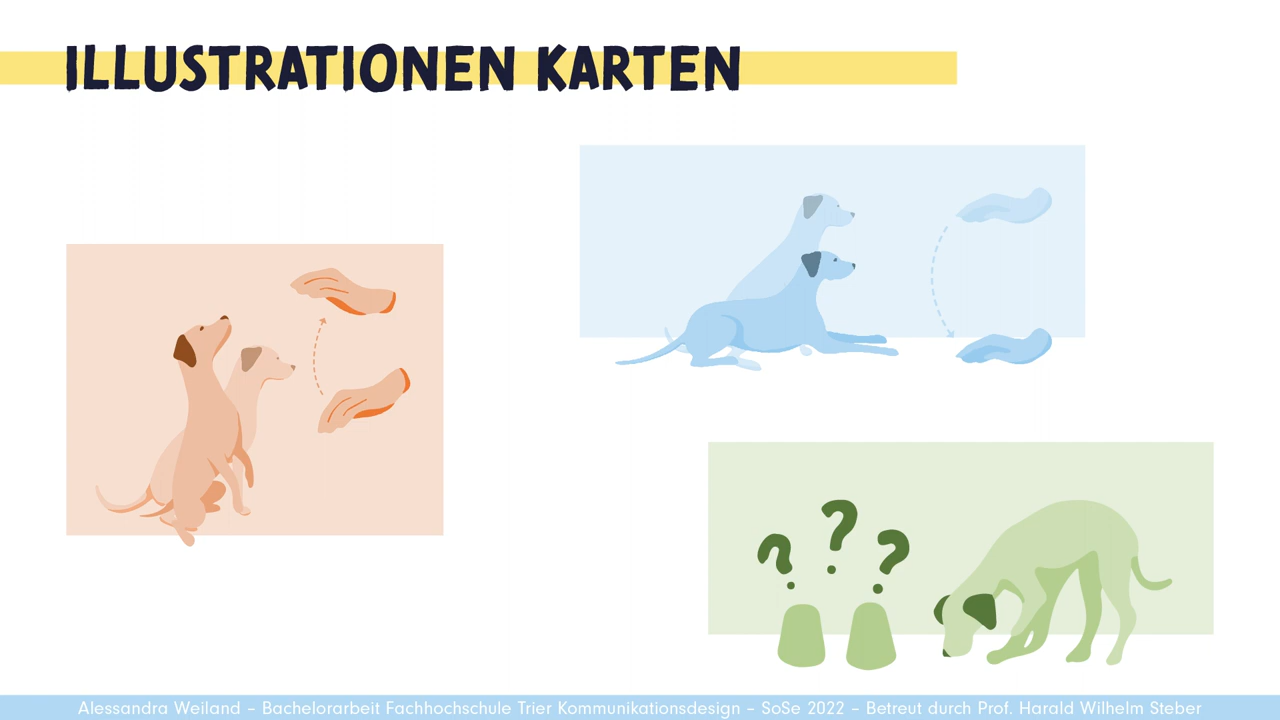 ILLUSTRATIONEN KARTEN
? ? ?
Alessandra Weiland – Bachelorarbeit Fachhochschule Trier Kommunikationsdesign – SoSe 2022 – Betreut durch Prof. Harald Wilhelm Steber